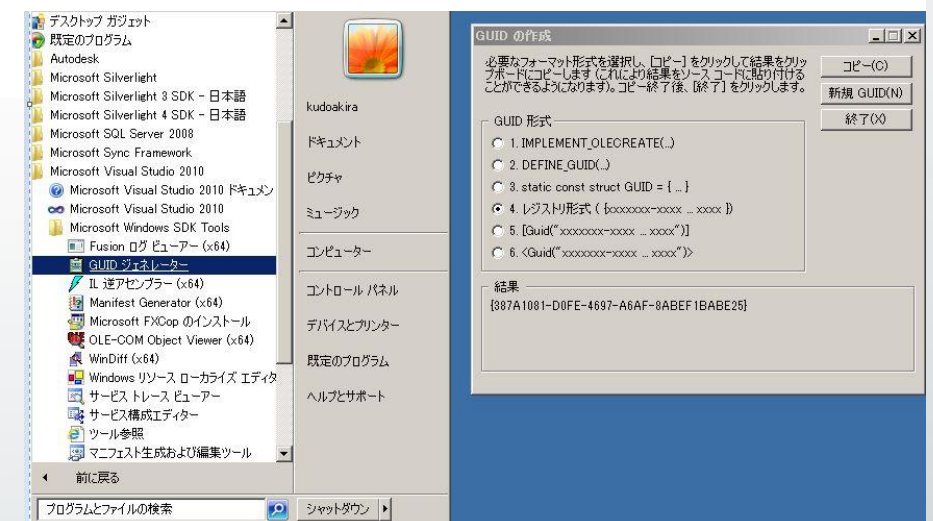 デスクトップ ガジェット
既定のプログラム
Autodesk
Microsoft Silverlight
Microsoft Silverlight 3 SDK - 日本語
Microsoft Silverlight 4 SDK - 日本語
Microsoft SQL Server 2008
Microsoft Sync Framework
Microsoft Visual Studio 2010
Microsoft Visual Studio 2010 ドキュメン
Microsoft Visual Studio 2010
Microsoft Windows SDK Tools
Fusion ログ ビューアー (x64)
GUID ジェネレーター
IL 逆アセンブラー (x64)
Manifest Generator (x64)
Microsoft FXCop のインストール
OLE-COM Object Viewer (x64)
WinDiff (x64)
Windows リソース ローカライズ エディタ
サービス トレース ビューアー
サービス構成エディター
ツール参照
マニフェスト生成および編集ツール
前に戻る
プログラムとファイルの検索
kudoakira
ドキュメント
ピクチャ
ミュージック
コンピューター
コントロール パネル
デバイスとプリンター
既定のプログラム
ヘルプとサポート
シャットダウン
GUID の作成
必要なフォーマット形式を選択し、[コピー] をクリックして結果をクリッ
プボードにコピーします (これにより結果をソース コードに貼り付ける
ことができるようになります)。コピー終了後、[終了] をクリックします。
コピー(C)
新規 GUID(N)
終了(X)
GUID 形式
1. IMPLEMENT_OLECREATE(...)
2. DEFINE_GUID(...)
3. static const struct GUID = { ... }
4. レジストリ形式 ( {xxxxxxx-xxxx ... xxxx })
5. [Guid("xxxxxxx-xxxx ... xxxx")]
6. <Guid("xxxxxxx-xxxx ... xxxx")>
結果
{387A1081-D0FE-4697-A6AF-8ABEF1BABE25}